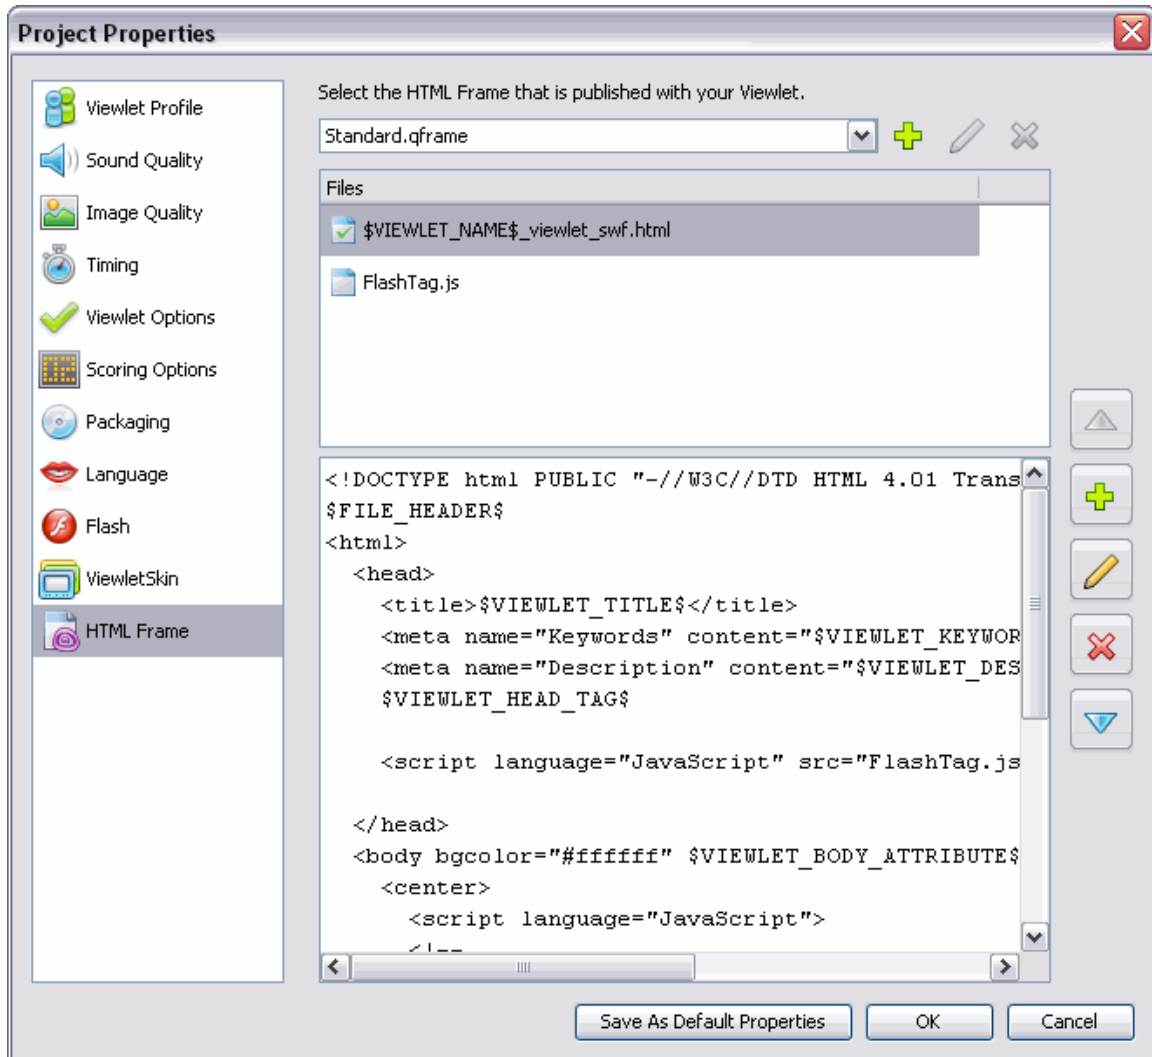 Project Properties
Viewlet Profile
Sound Quality
Image Quality
Timing
Viewlet Options
Scoring Options
Packaging
Language
Flash
ViewletSkin
HTML Frame
Select the HTML Frame that is published with your Viewlet.
Standard.qframe
Files
$VIEWLET_NAME$_viewlet_swf.html
FlashTag.js
<!DOCTYPE html PUBLIC "-//W3C//DTD HTML 4.01 Trans
$FILE_HEADER$
<html>
<head>
<title>$VIEWLET_TITLE$</title>
<meta name="Keywords" content="$VIEWLET_KEYWOR
<meta name="Description" content="$VIEWLET_DES
$VIEWLET_HEAD_TAG$
<script language="JavaScript" src="FlashTag.js
</head>
<body bgcolor="#ffffff" $VIEWLET_BODY_ATTRIBUTE$
<center>
<script language="JavaScript">
<!--
Save As Default Properties
OK
Cancel